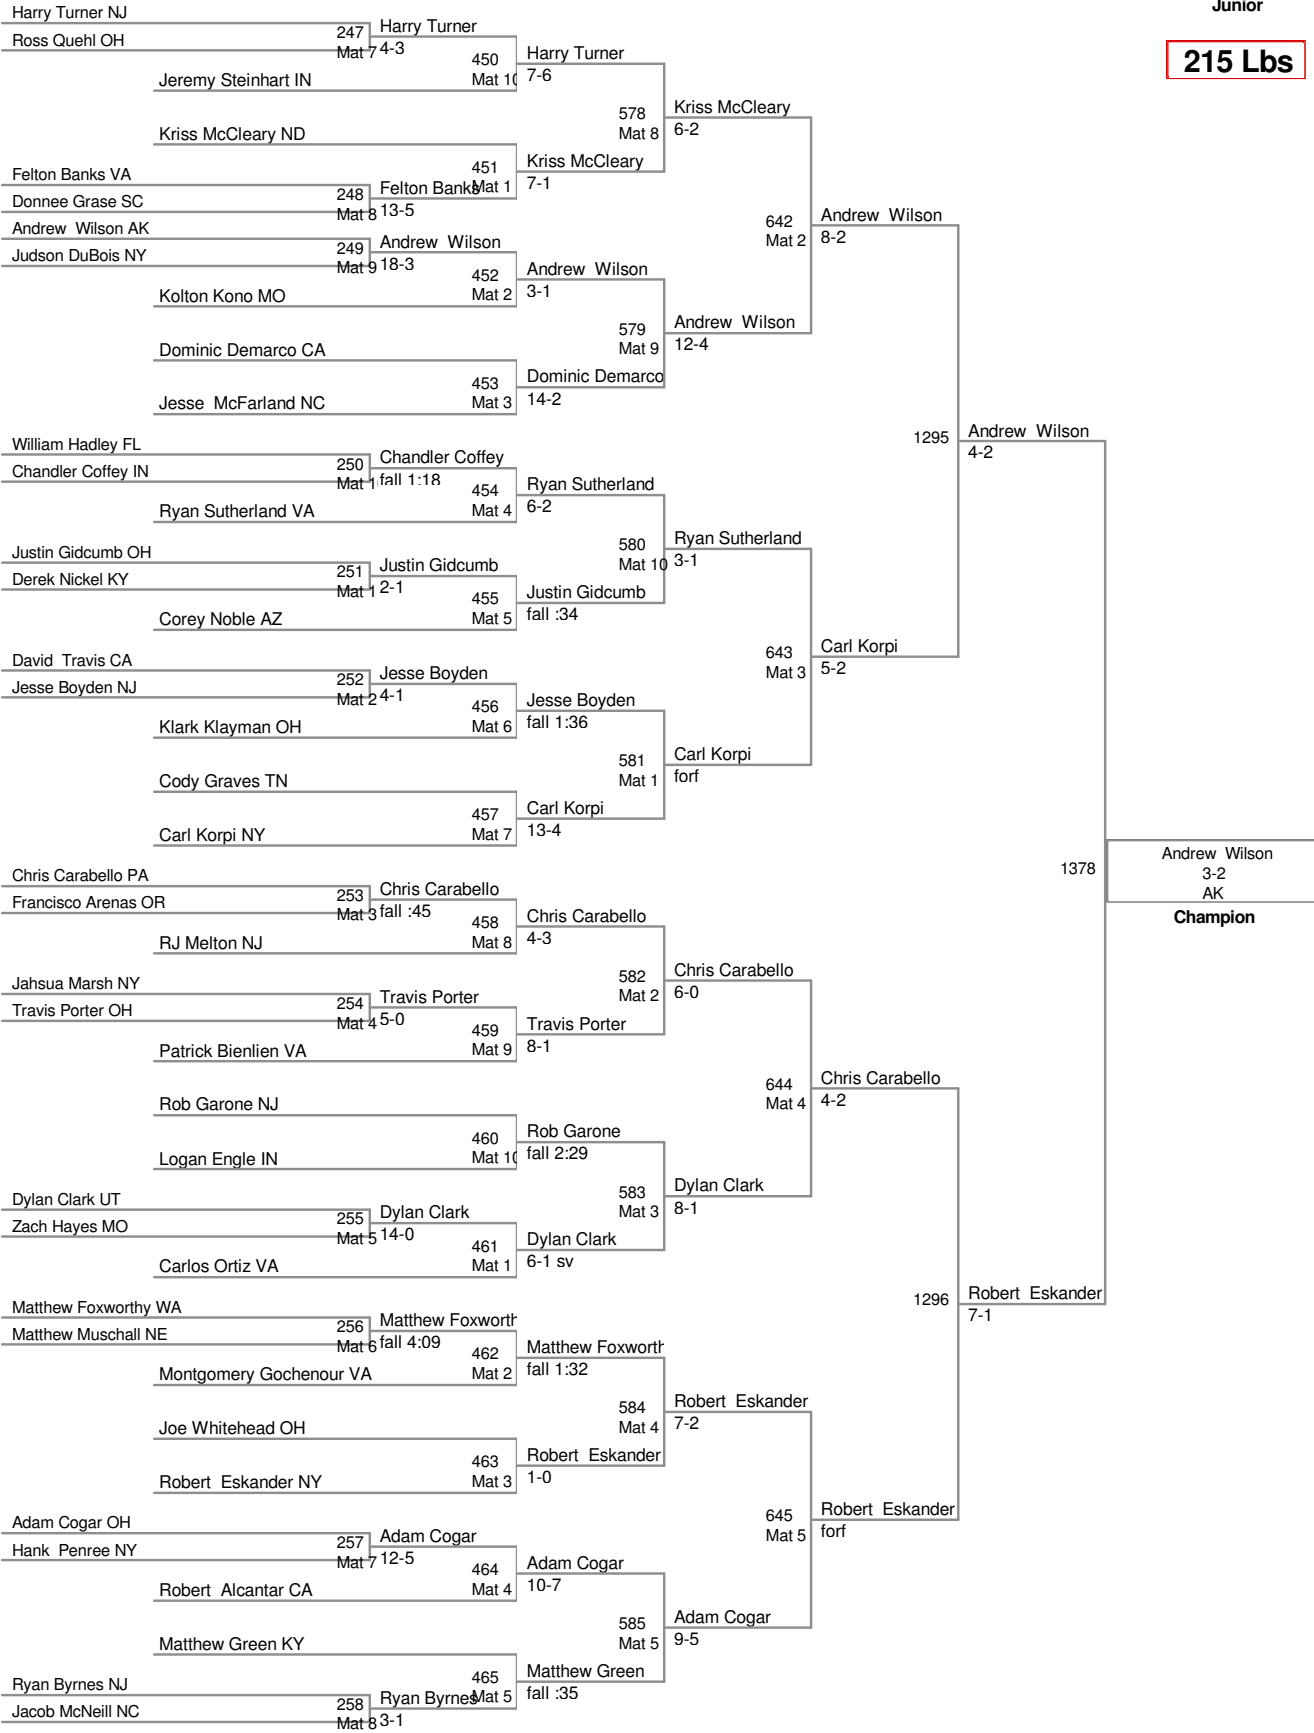 Junior
215 Lbs
Harry Turner NJ
Ross Quehl OH
247
Mat 7
Harry Turner
4-3
Jeremy Steinhart IN
450
Mat 10
Harry Turner
7-6
Kriss McCleary ND
578
Mat 8
Kriss McCleary
6-2
Felton Banks VA
Donnee Grase SC
248
Mat 8
Felton Banks
13-5
451
Mat 1
Kriss McCleary
7-1
Andrew Wilson AK
Judson DuBois NY
249
Mat 9
Andrew Wilson
18-3
642
Mat 2
Andrew Wilson
8-2
Kolton Kono MO
452
Mat 2
Andrew Wilson
3-1
Dominic Demarco CA
579
Mat 9
Andrew Wilson
12-4
Jesse McFarland NC
453
Mat 3
Dominic Demarco
14-2
William Hadley FL
Chandler Coffey IN
250
Mat 1
Chandler Coffey
fall 1:18
1295
Andrew Wilson
4-2
Ryan Sutherland VA
454
Mat 4
Ryan Sutherland
6-2
Justin Gidcumb OH
Derek Nickel KY
251
Mat 1
Justin Gidcumb
2-1
580
Mat 10
Ryan Sutherland
3-1
Corey Noble AZ
455
Mat 5
Justin Gidcumb
fall :34
David Travis CA
Jesse Boyden NJ
252
Mat 2
Jesse Boyden
4-1
643
Mat 3
Carl Korpi
5-2
Klark Klayman OH
456
Mat 6
Jesse Boyden
fall 1:36
Cody Graves TN
581
Mat 1
Carl Korpi
forf
Carl Korpi NY
457
Mat 7
Carl Korpi
13-4
Chris Carabello PA
Francisco Arenas OR
253
Mat 3
Chris Carabello
fall :45
1378
Andrew Wilson
3-2
AK
Champion
RJ Melton NJ
458
Mat 8
Chris Carabello
4-3
Jahsua Marsh NY
Travis Porter OH
254
Mat 4
Travis Porter
5-0
582
Mat 2
Chris Carabello
6-0
Patrick Bienlien VA
459
Mat 9
Travis Porter
8-1
Rob Garone NJ
644
Mat 4
Chris Carabello
4-2
Logan Engle IN
460
Mat 10
Rob Garone
fall 2:29
Dylan Clark UT
Zach Hayes MO
255
Mat 5
Dylan Clark
14-0
583
Mat 3
Dylan Clark
8-1
Carlos Ortiz VA
461
Mat 1
Dylan Clark
6-1 sv
Matthew Foxworthy WA
Matthew Muschall NE
256
Mat 6
Matthew Foxworth
fall 4:09
1296
Robert Eskander
7-1
Montgomery Gochenour VA
462
Mat 2
Matthew Foxworth
fall 1:32
Joe Whitehead OH
584
Mat 4
Robert Eskander
7-2
Robert Eskander NY
463
Mat 3
Robert Eskander
1-0
Adam Cogar OH
Hank Penree NY
257
Mat 7
Adam Cogar
12-5
645
Mat 5
Robert Eskander
forf
Robert Alcantar CA
464
Mat 4
Adam Cogar
10-7
Matthew Green KY
585
Mat 5
Adam Cogar
9-5
Ryan Byrnes NJ
Jacob McNeill NC
258
Mat 8
Ryan Byrnes
3-1
465
Mat 5
Matthew Green
fall :35